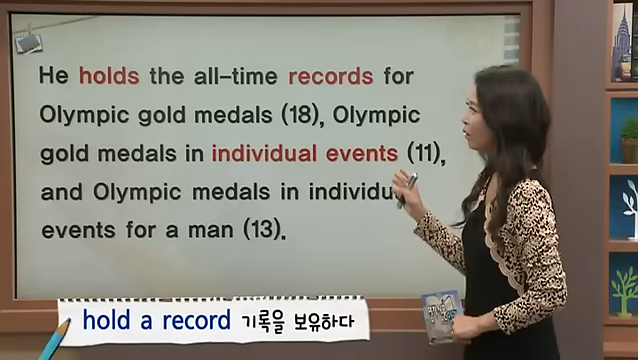 He holds the all-time records for
Olympic gold medals (18), Olympic
gold medals in individual events (11),
and Olympic medals in individu
events for a man (13).
hold a record 기록을 보유하다